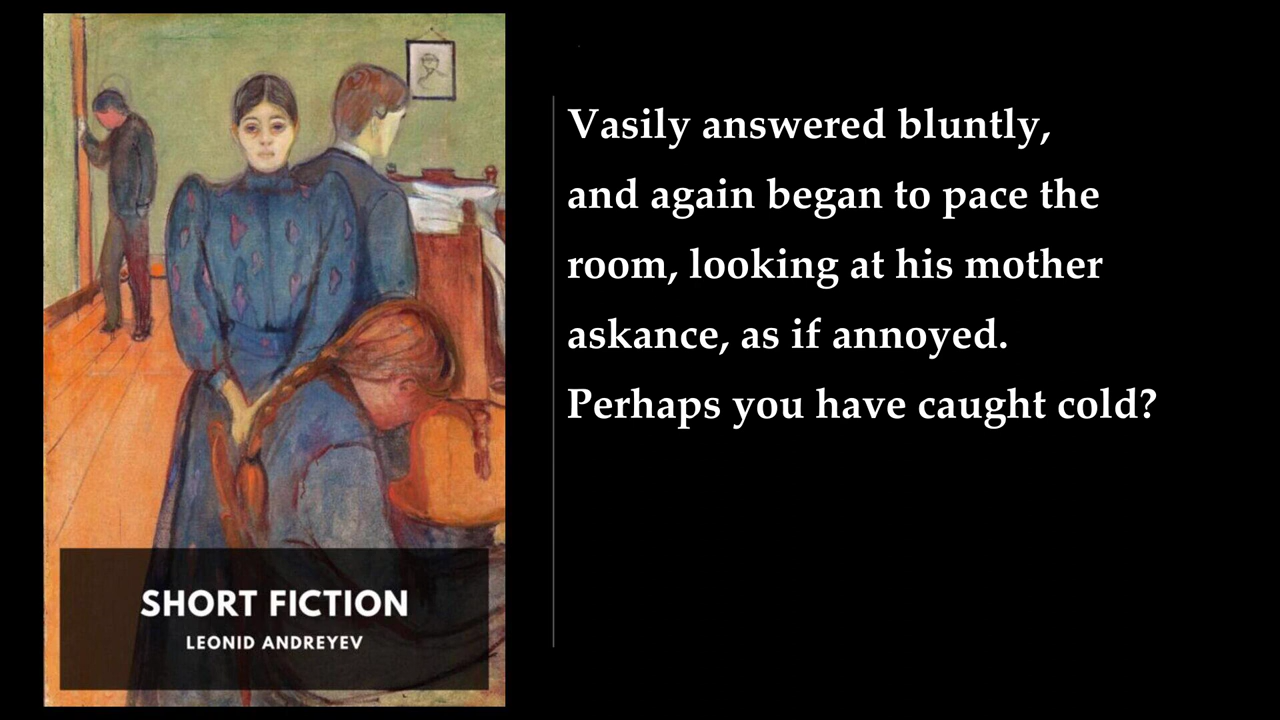 Vasily answered bluntly,
and again began to pace the
room, looking at his mother
askance, as if annoyed.
Perhaps you have caught cold?
SHORT FICTION
LEONID ANDREYEV